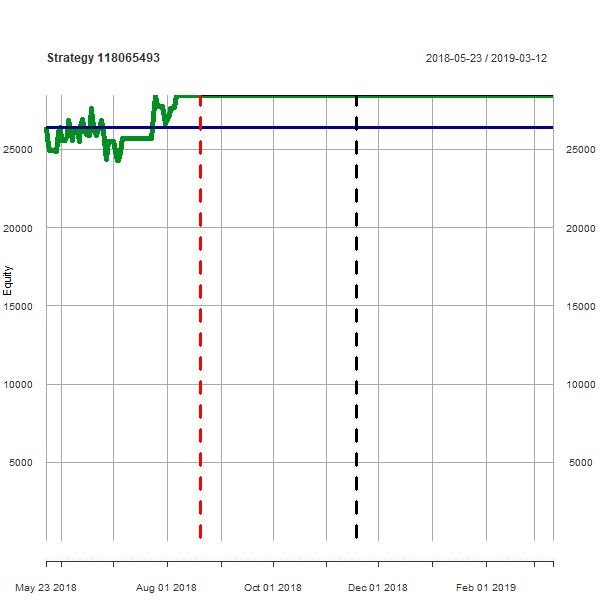 Strategy 118065493
2018-05-23 / 2019-03-12
Equity
25000 25000
20000 20000
15000 15000
10000 10000
5000 5000
May 23 2018 Aug 01 2018 Oct 01 2018 Dec 01 2018 Feb 01 2019